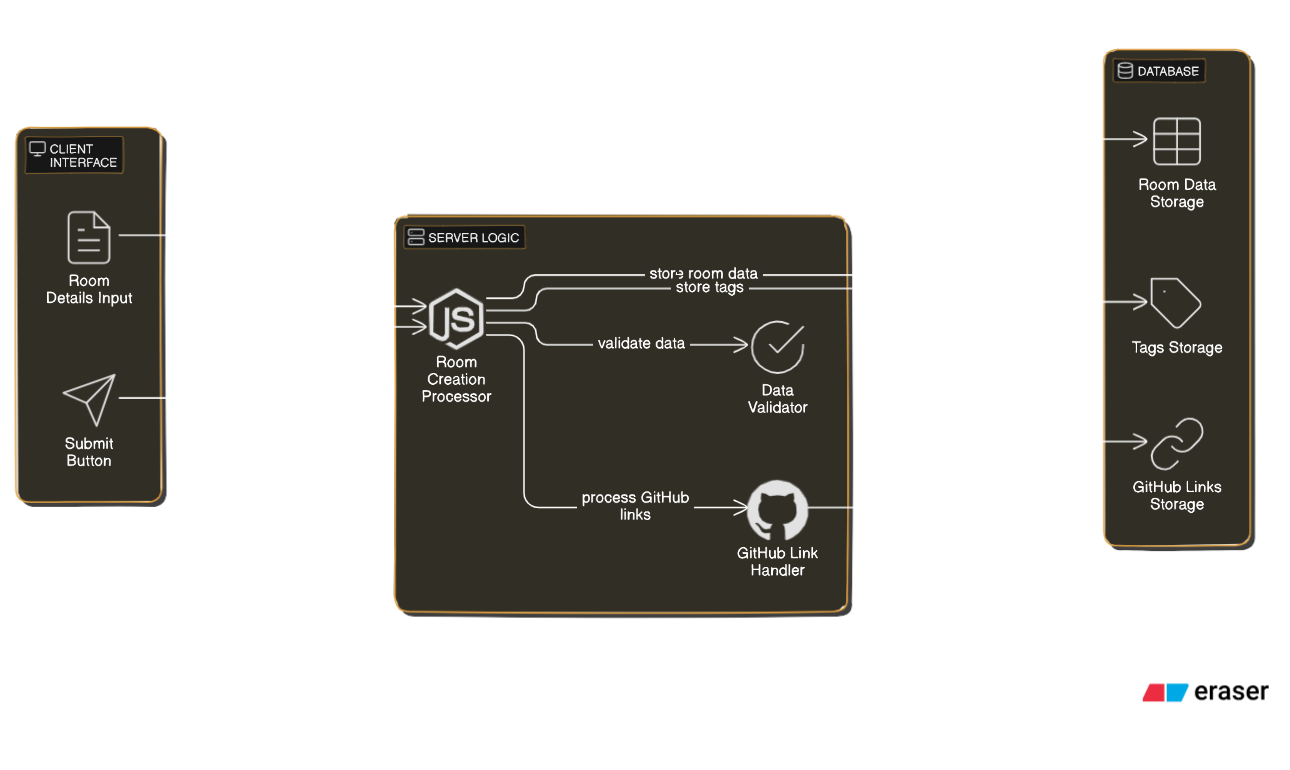 CLIENT
INTERFACE
Room
Details Input
Submit
Button
SERVER LOGIC
Room
Creation
Processor
store room data
store tags
validate data
Data
Validator
process GitHub
links
GitHub Link
Handler
DATABASE
Room Data
Storage
Tags Storage
GitHub Links
Storage
JS
eraser